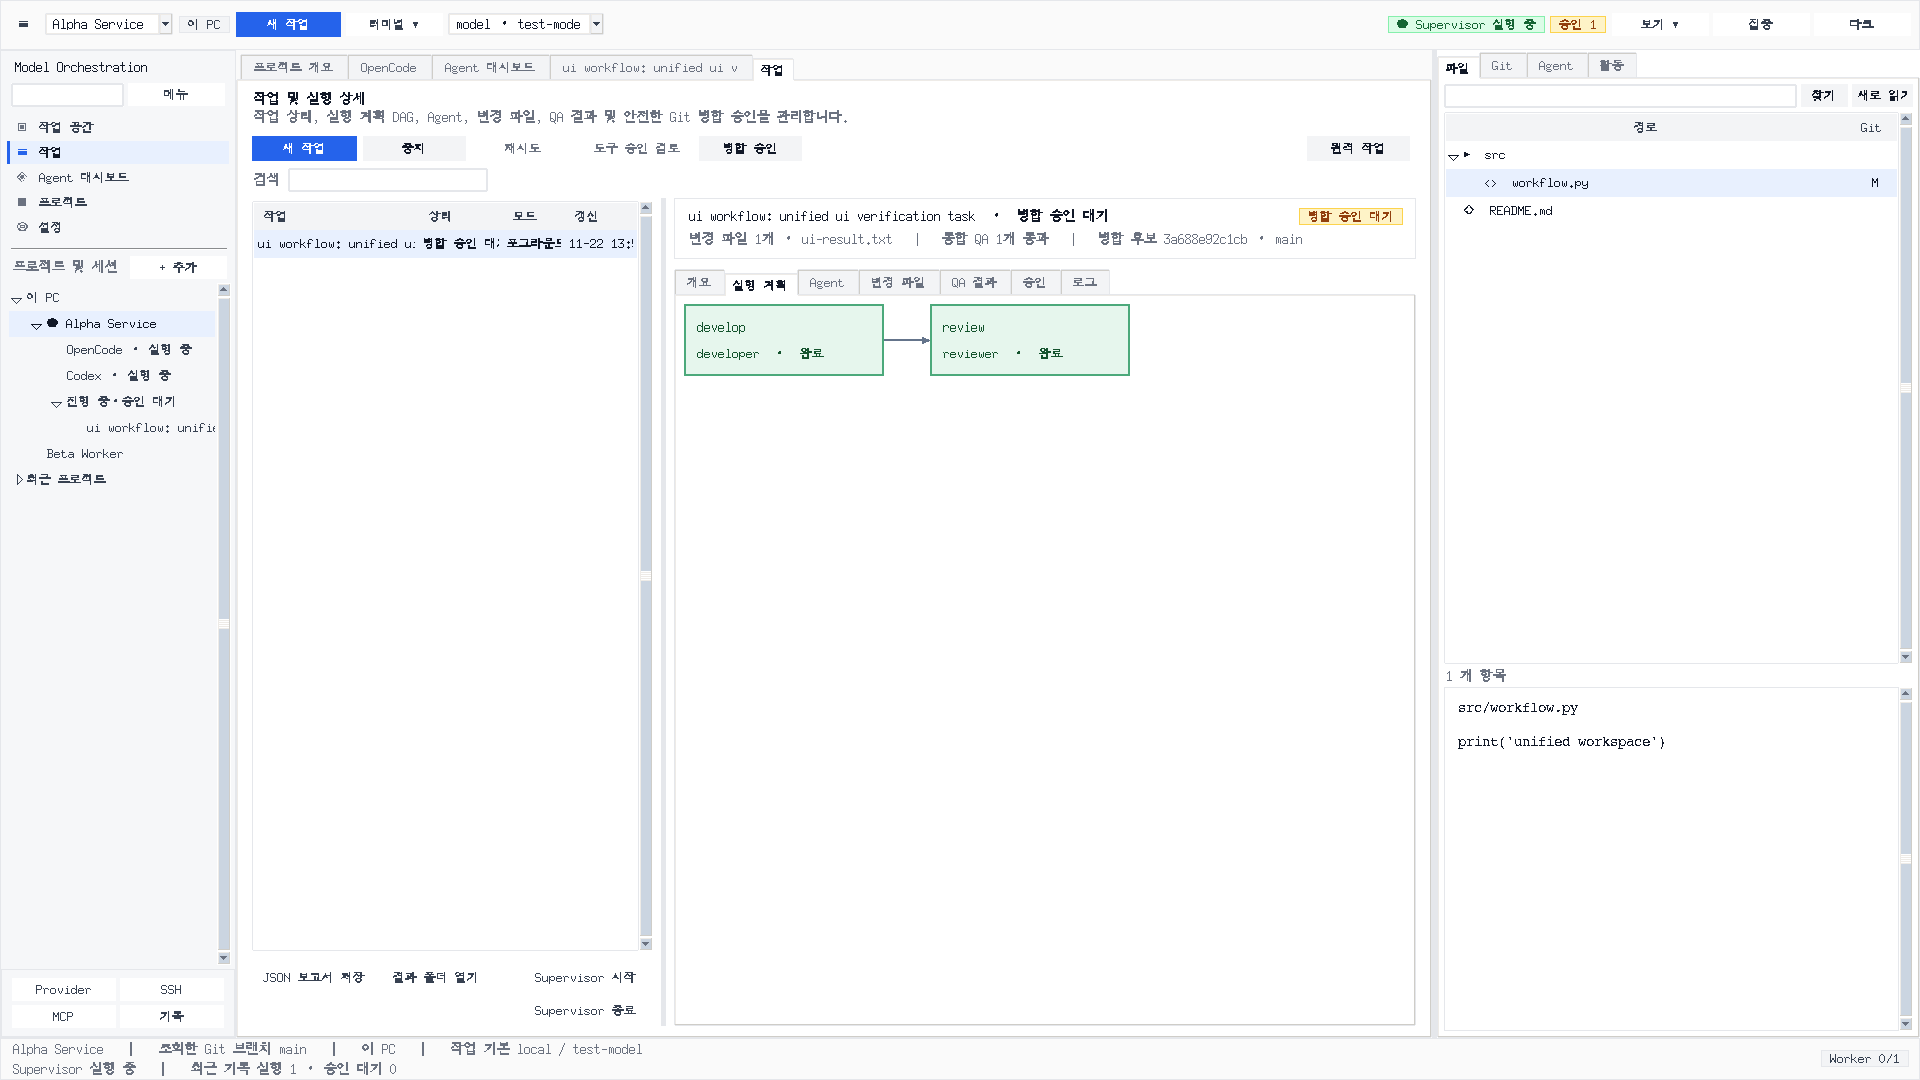 Alpha Service 이 PC 새 작업 터미널 ▾ model • test-mode
Supervisor 실행 중 승인 1 보기 ▾ 집중 다크
Model Orchestration
메뉴
작업 공간
작업
Agent 대시보드
프로젝트
설정
프로젝트 및 세션 + 추가
이 PC
Alpha Service
OpenCode • 실행 중
Codex • 실행 중
진행 중·승인 대기
ui workflow: unifie
Beta Worker
최근 프로젝트
Provider SSH
MCP 기록
프로젝트 개요 OpenCode Agent 대시보드 ui workflow: unified ui v 작업
작업 및 실행 상세
작업 상태, 실행 계획 DAG, Agent, 변경 파일, QA 결과 및 안전한 Git 병합 승인을 관리합니다.
새 작업 중지 재시도 도구 승인 검토 병합 승인 원격 작업
검색
작업 상태 모드 갱신
ui workflow: unified u 병합 승인 대 포그라운드 11-22 13:5
JSON 보고서 저장 결과 폴더 열기 Supervisor 시작
Supervisor 종료
ui workflow: unified ui verification task • 병합 승인 대기 병합 승인 대기
변경 파일 1개 • ui-result.txt | 통합 QA 1개 통과 | 병합 후보 3a688e92c1cb • main
개요 실행 계획 Agent 변경 파일 QA 결과 승인 로그
develop
developer • 완료
review
reviewer • 완료
파일 Git Agent 활동
찾기 새로 읽기
경로 Git
src
workflow.py M
README.md
1 개 항목
src/workflow.py
print('unified workspace')
Alpha Service | 조회한 Git 브랜치 main | 이 PC | 작업 기본 local / test-model
Supervisor 실행 중 | 최근 기록 실행 1 • 승인 대기 0
Worker 0/1